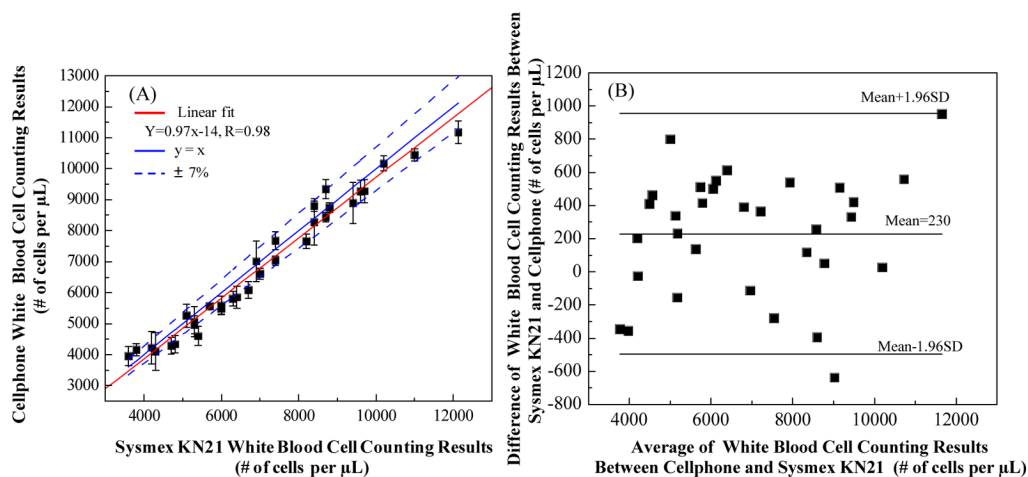 Cellphone White Blood Cell Counting Results
(# of cells per μL)
13000
12000
11000
10000
9000
8000
7000
6000
5000
4000
3000
(A)
Linear fit
Y=0.97x-14, R=0.98
y = x
± 7%
4000 6000 8000 10000 12000
Sysmex KN21 White Blood Cell Counting Results
(# of cells per μL)
Difference of White Blood Cell Counting Results Between
Sysmex KN21 and Cellphone (# of cells per μL)
1200
1000
800
600
400
200
0
-200
-400
-600
-800
(B)
Mean+1.96SD
Mean=230
Mean-1.96SD
4000 6000 8000 10000 12000
Average of White Blood Cell Counting Results
Between Cellphone and Sysmex KN21 (# of cells per μL)